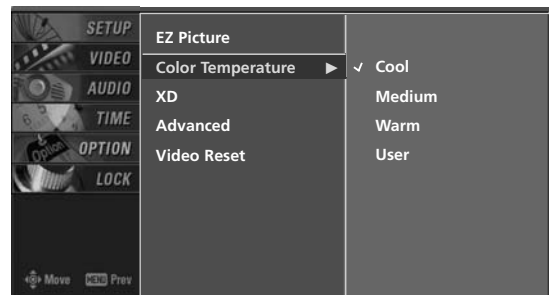 SETUP
VIDEO
AUDIO
TIME
OPTION
LOCK
Move MENU Prev
EZ Picture
Color Temperature ▶
XD
Advanced
Video Reset
✓ Cool
Medium
Warm
User